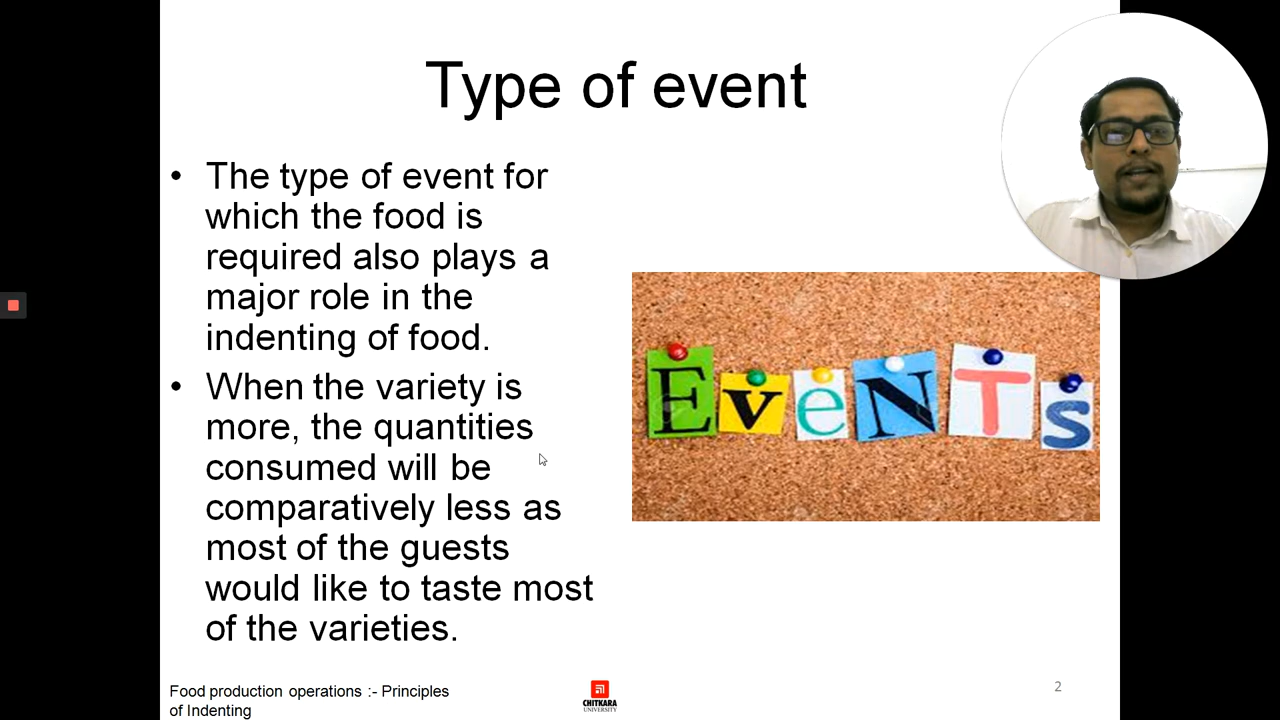 Type of event
• The type of event for
which the food is
required also plays a
major role in the
indenting of food.
• When the variety is
more, the quantities
consumed will be
comparatively less as
most of the guests
would like to taste most
of the varieties.
EveNTs
Food production operations :- Principles
of Indenting
CHITKARA
UNIVERSITY
2